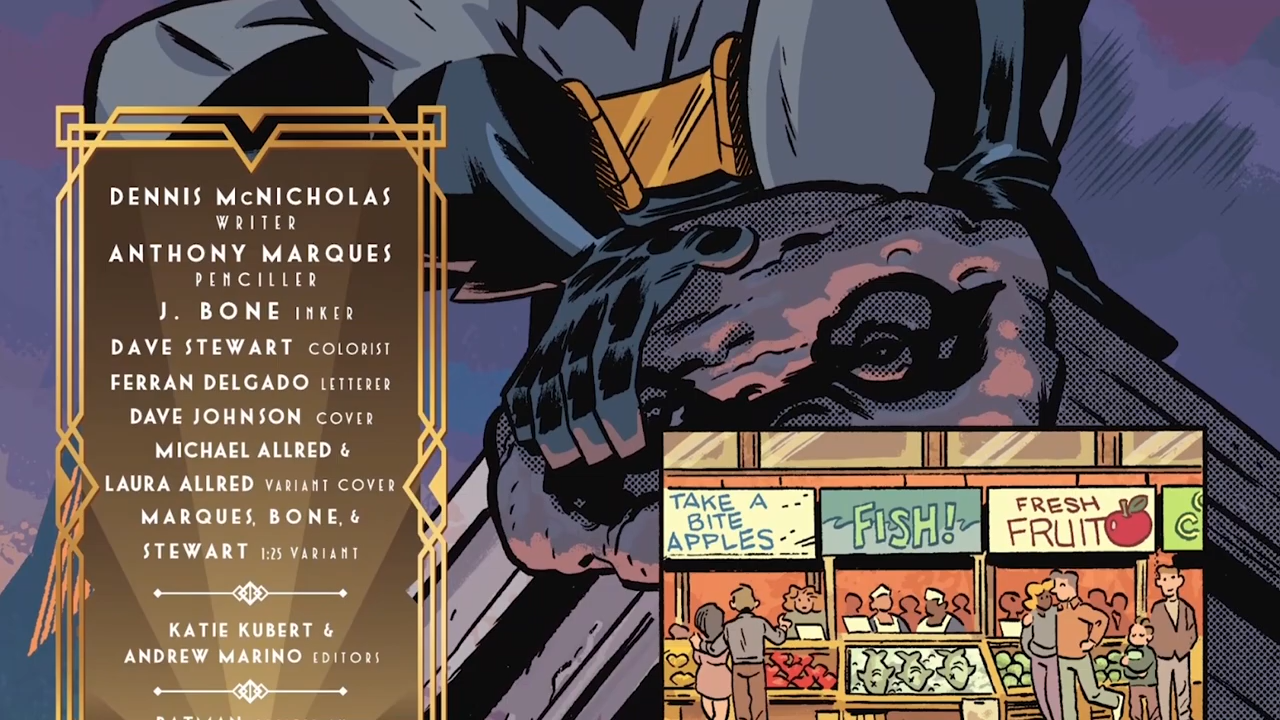 DENNIS McNICHOLAS
WRITER
ANTHONY MARQUES
PENCILLER
J. BONE INKER
DAVE STEWART COLORIST
FERRAN DELGADO LETTERER
DAVE JOHNSON COVER
MICHAEL ALLRED &
LAURA ALLRED VARIANT COVER
MARQUES, BONE, &
STEWART 1:25 VARIANT
KATIE KUBERT &
ANDREW MARINO EDITORS
BATMAN
TAKE A
BITE
APPLES
FISH!
FRESH
FRUIT